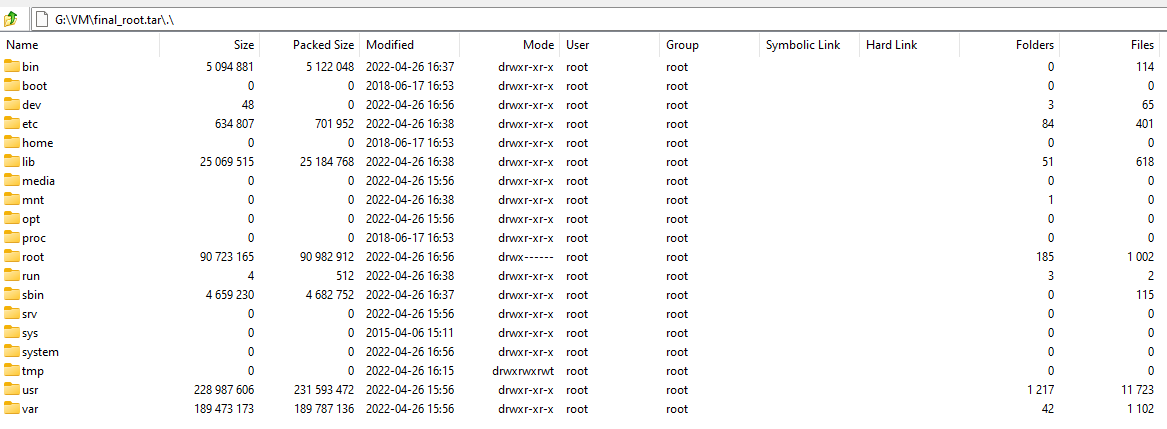 G:\VM\final_root.tar\.\
Name Size Packed Size Modified Mode User Group Symbolic Link Hard Link Folders Files
bin 5 094 881 5 122 048 2022-04-26 16:37 drwxr-xr-x root root 0 114
boot 0 0 2018-06-17 16:53 drwxr-xr-x root root 0 0
dev 48 0 2022-04-26 16:56 drwxr-xr-x root root 3 65
etc 634 807 701 952 2022-04-26 16:38 drwxr-xr-x root root 84 401
home 0 0 2018-06-17 16:53 drwxr-xr-x root root 0 0
lib 25 069 515 25 184 768 2022-04-26 16:38 drwxr-xr-x root root 51 618
media 0 0 2022-04-26 15:56 drwxr-xr-x root root 0 0
mnt 0 0 2022-04-26 16:38 drwxr-xr-x root root 1 0
opt 0 0 2022-04-26 15:56 drwxr-xr-x root root 0 0
proc 0 0 2018-06-17 16:53 drwxr-xr-x root root 0 0
root 90 723 165 90 982 912 2022-04-26 16:56 drwx------ root root 185 1 002
run 4 512 2022-04-26 16:38 drwxr-xr-x root root 3 2
sbin 4 659 230 4 682 752 2022-04-26 16:37 drwxr-xr-x root root 0 115
srv 0 0 2022-04-26 15:56 drwxr-xr-x root root 0 0
sys 0 0 2015-04-06 15:11 drwxr-xr-x root root 0 0
system 0 0 2022-04-26 16:56 drwxr-xr-x root root 0 0
tmp 0 0 2022-04-26 16:15 drwxrwxrwt root root 0 0
usr 228 987 606 231 593 472 2022-04-26 15:56 drwxr-xr-x root root 1 217 11 723
var 189 473 173 189 787 136 2022-04-26 15:56 drwxr-xr-x root root 42 1 102